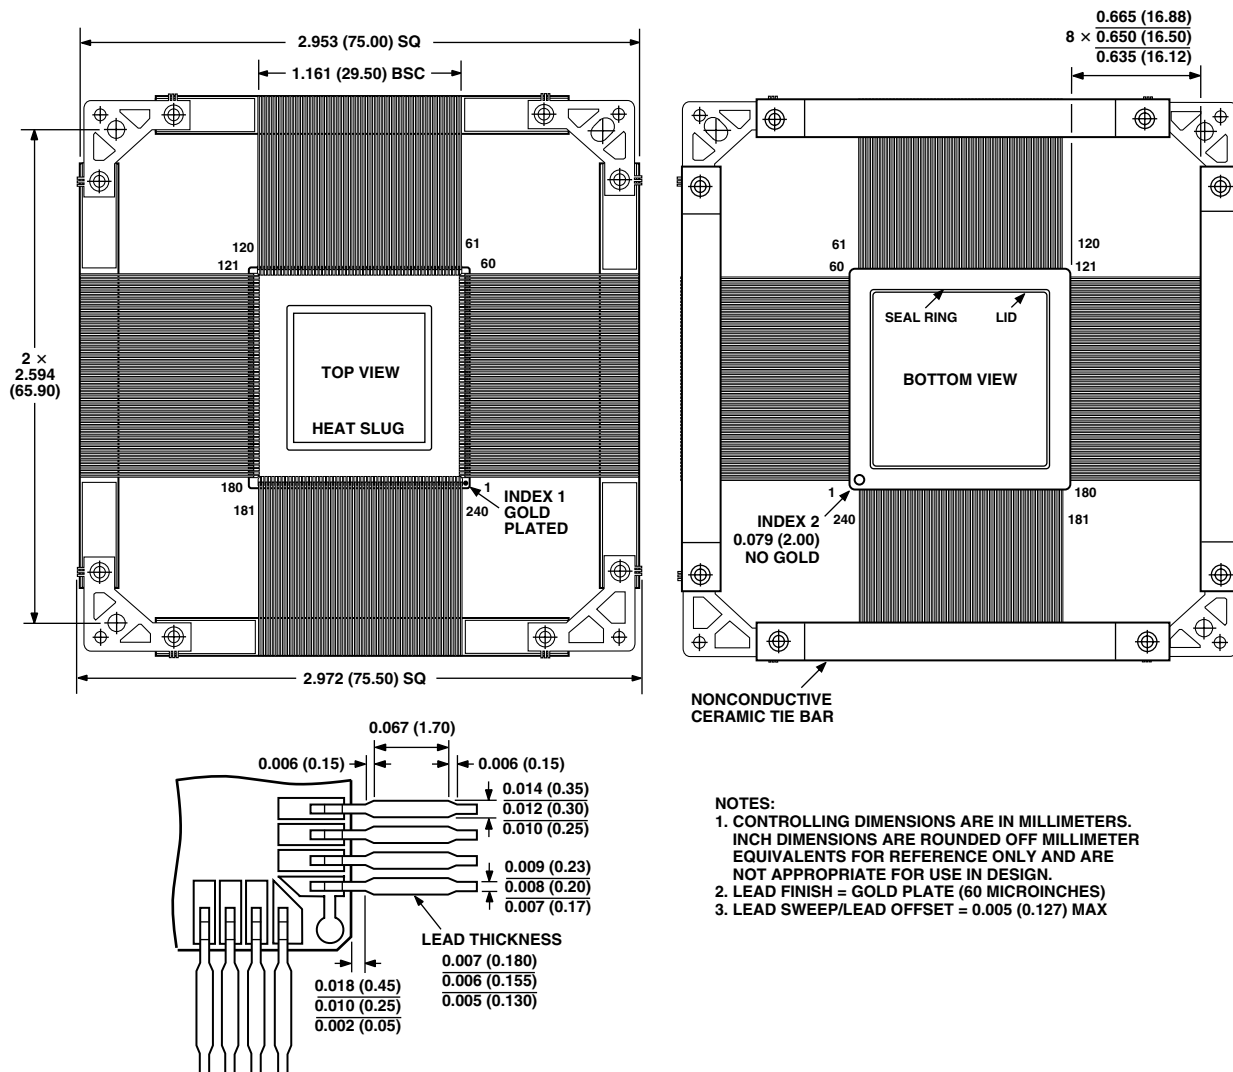 2.953 (75.00) SQ
1.161 (29.50) BSC
0.665 (16.88)
8 × 0.650 (16.50)
0.635 (16.12)
120
61
121
60
2 ×
2.594
(65.90)
TOP VIEW
HEAT SLUG
180
1
181
240
INDEX 1
GOLD
PLATED
2.972 (75.50) SQ
61
120
60
121
SEAL RING
LID
BOTTOM VIEW
1
180
240
181
INDEX 2
0.079 (2.00)
NO GOLD
NONCONDUCTIVE
CERAMIC TIE BAR
0.067 (1.70)
0.006 (0.15)
0.006 (0.15)
0.014 (0.35)
0.012 (0.30)
0.010 (0.25)
0.009 (0.23)
0.008 (0.20)
0.007 (0.17)
LEAD THICKNESS
0.007 (0.180)
0.006 (0.155)
0.005 (0.130)
0.018 (0.45)
0.010 (0.25)
0.002 (0.05)
NOTES:
1. CONTROLLING DIMENSIONS ARE IN MILLIMETERS.
INCH DIMENSIONS ARE ROUNDED OFF MILLIMETER
EQUIVALENTS FOR REFERENCE ONLY AND ARE
NOT APPROPRIATE FOR USE IN DESIGN.
2. LEAD FINISH = GOLD PLATE (60 MICROINCHES)
3. LEAD SWEEP/LEAD OFFSET = 0.005 (0.127) MAX